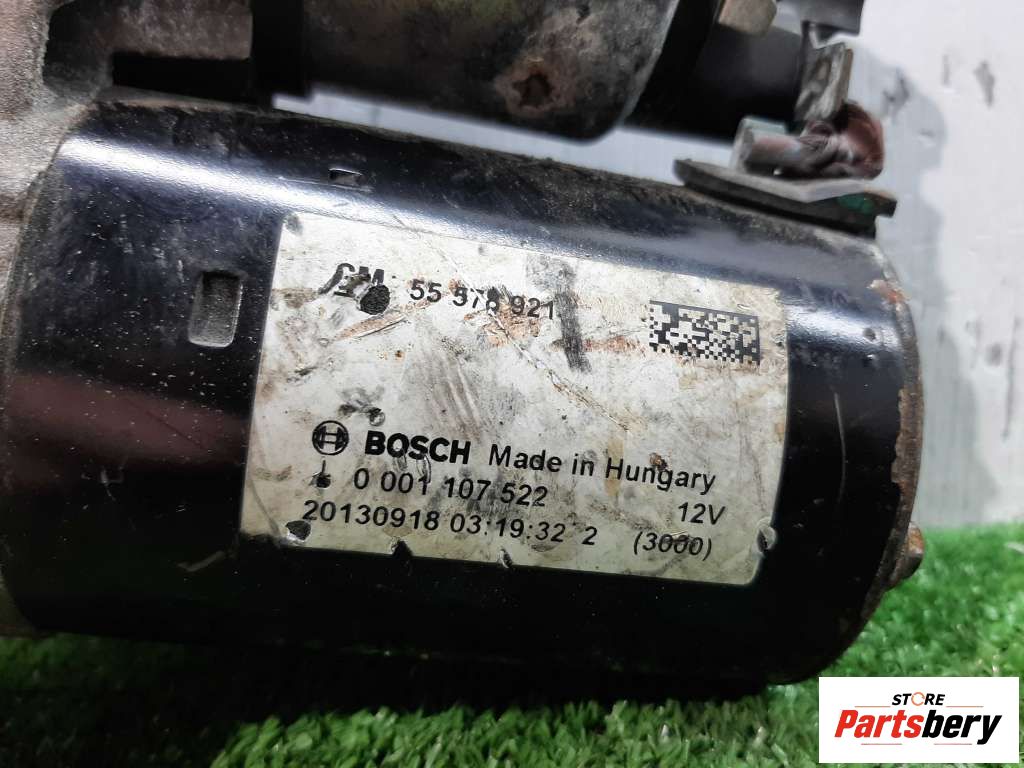 GM 55 578 921
BOSCH Made in Hungary
0 001 107 522 12V
20130918 03:19:32 2 (3000)
STORE
Partsbery